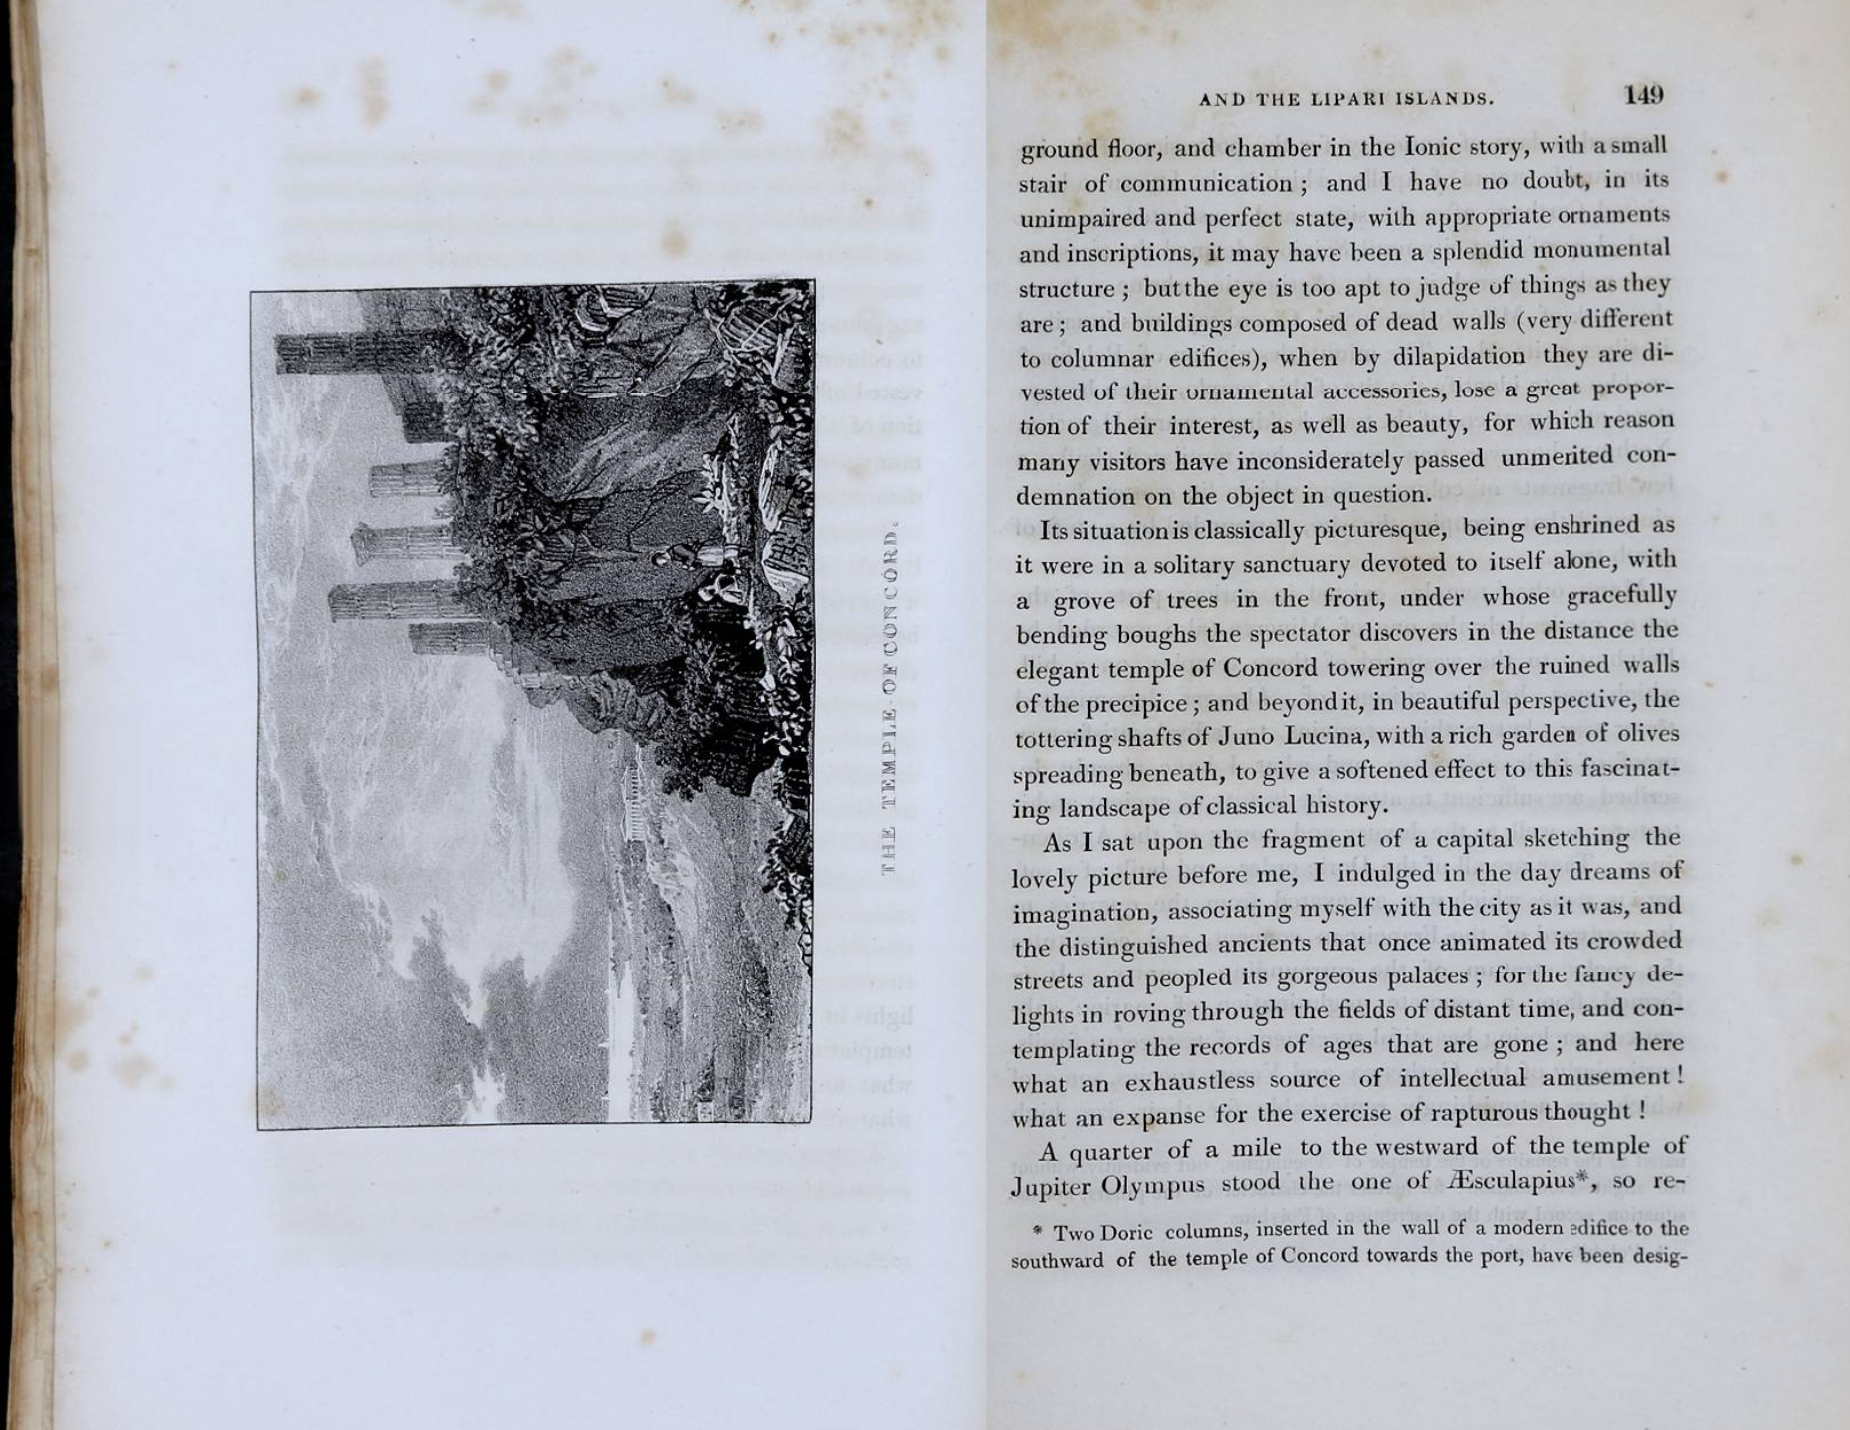 THE TEMPLE OF CONCORD.
AND THE LIPARI ISLANDS. 149
ground floor, and chamber in the Ionic story, with a small
stair of communication ; and I have no doubt, in its
unimpaired and perfect state, with appropriate ornaments
and inscriptions, it may have been a splendid monumental
structure ; but the eye is too apt to judge of things as they
are ; and buildings composed of dead walls (very different
to columnar edifices), when by dilapidation they are di-
vested of their ornamental accessories, lose a great propor-
tion of their interest, as well as beauty, for which reason
many visitors have inconsiderately passed unmerited con-
demnation on the object in question.
Its situation is classically picturesque, being enshrined as
it were in a solitary sanctuary devoted to itself alone, with
a grove of trees in the front, under whose gracefully
bending boughs the spectator discovers in the distance the
elegant temple of Concord towering over the ruined walls
of the precipice ; and beyond it, in beautiful perspective, the
tottering shafts of Juno Lucina, with a rich garden of olives
spreading beneath, to give a softened effect to this fascinat-
ing landscape of classical history.
As I sat upon the fragment of a capital sketching the
lovely picture before me, I indulged in the day dreams of
imagination, associating myself with the city as it was, and
the distinguished ancients that once animated its crowded
streets and peopled its gorgeous palaces ; for the fancy de-
lights in roving through the fields of distant time, and con-
templating the records of ages that are gone ; and here
what an exhaustless source of intellectual amusement !
what an expanse for the exercise of rapturous thought !
A quarter of a mile to the westward of the temple of
Jupiter Olympus stood the one of Æsculapius*, so re-
* Two Doric columns, inserted in the wall of a modern edifice to the
southward of the temple of Concord towards the port, have been desig-